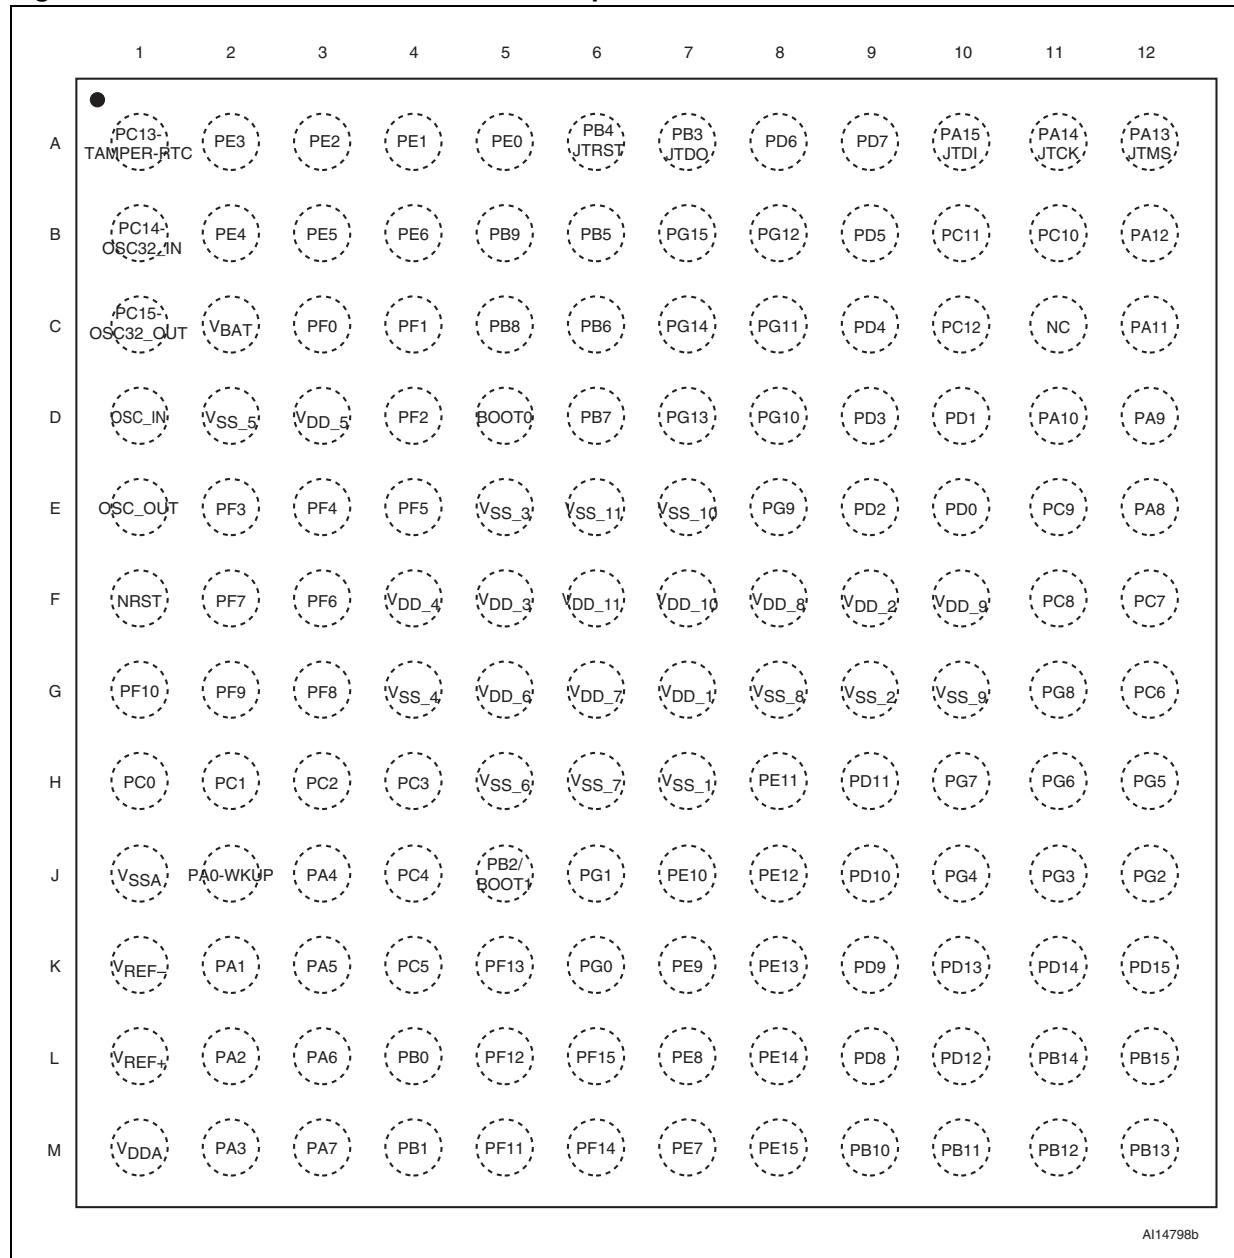 1 2 3 4 5 6 7 8 9 10 11 12
A PC13-TAMPER-RTC PE3 PE2 PE1 PE0 PB4 JTRST PB3 JTDO PD6 PD7 PA15 JTDI PA14 JTCK PA13 JTMS
B PC14-OSC32_IN PE4 PE5 PE6 PB9 PB5 PG15 PG12 PD5 PC11 PC10 PA12
C PC15-OSC32_OUT VBAT PF0 PF1 PB8 PB6 PG14 PG11 PD4 PC12 NC PA11
D OSC_IN VSS_5 VDD_5 PF2 BOOT0 PB7 PG13 PG10 PD3 PD1 PA10 PA9
E OSC_OUT PF3 PF4 PF5 VSS_3 VSS_11 VSS_10 PG9 PD2 PD0 PC9 PA8
F NRST PF7 PF6 VDD_4 VDD_3 VDD_11 VDD_10 VDD_8 VDD_2 VDD_9 PC8 PC7
G PF10 PF9 PF8 VSS_4 VDD_6 VDD_7 VDD_1 VSS_8 VSS_2 VSS_9 PG8 PC6
H PC0 PC1 PC2 PC3 VSS_6 VSS_7 VSS_1 PE11 PD11 PG7 PG6 PG5
J VSSA PA0-WKUP PA4 PC4 PB2/BOOT1 PG1 PE10 PE12 PD10 PG4 PG3 PG2
K VREF– PA1 PA5 PC5 PF13 PG0 PE9 PE13 PD9 PD13 PD14 PD15
L VREF+ PA2 PA6 PB0 PF12 PF15 PE8 PE14 PD8 PD12 PB14 PB15
M VDDA PA3 PA7 PB1 PF11 PF14 PE7 PE15 PB10 PB11 PB12 PB13
AI14798b